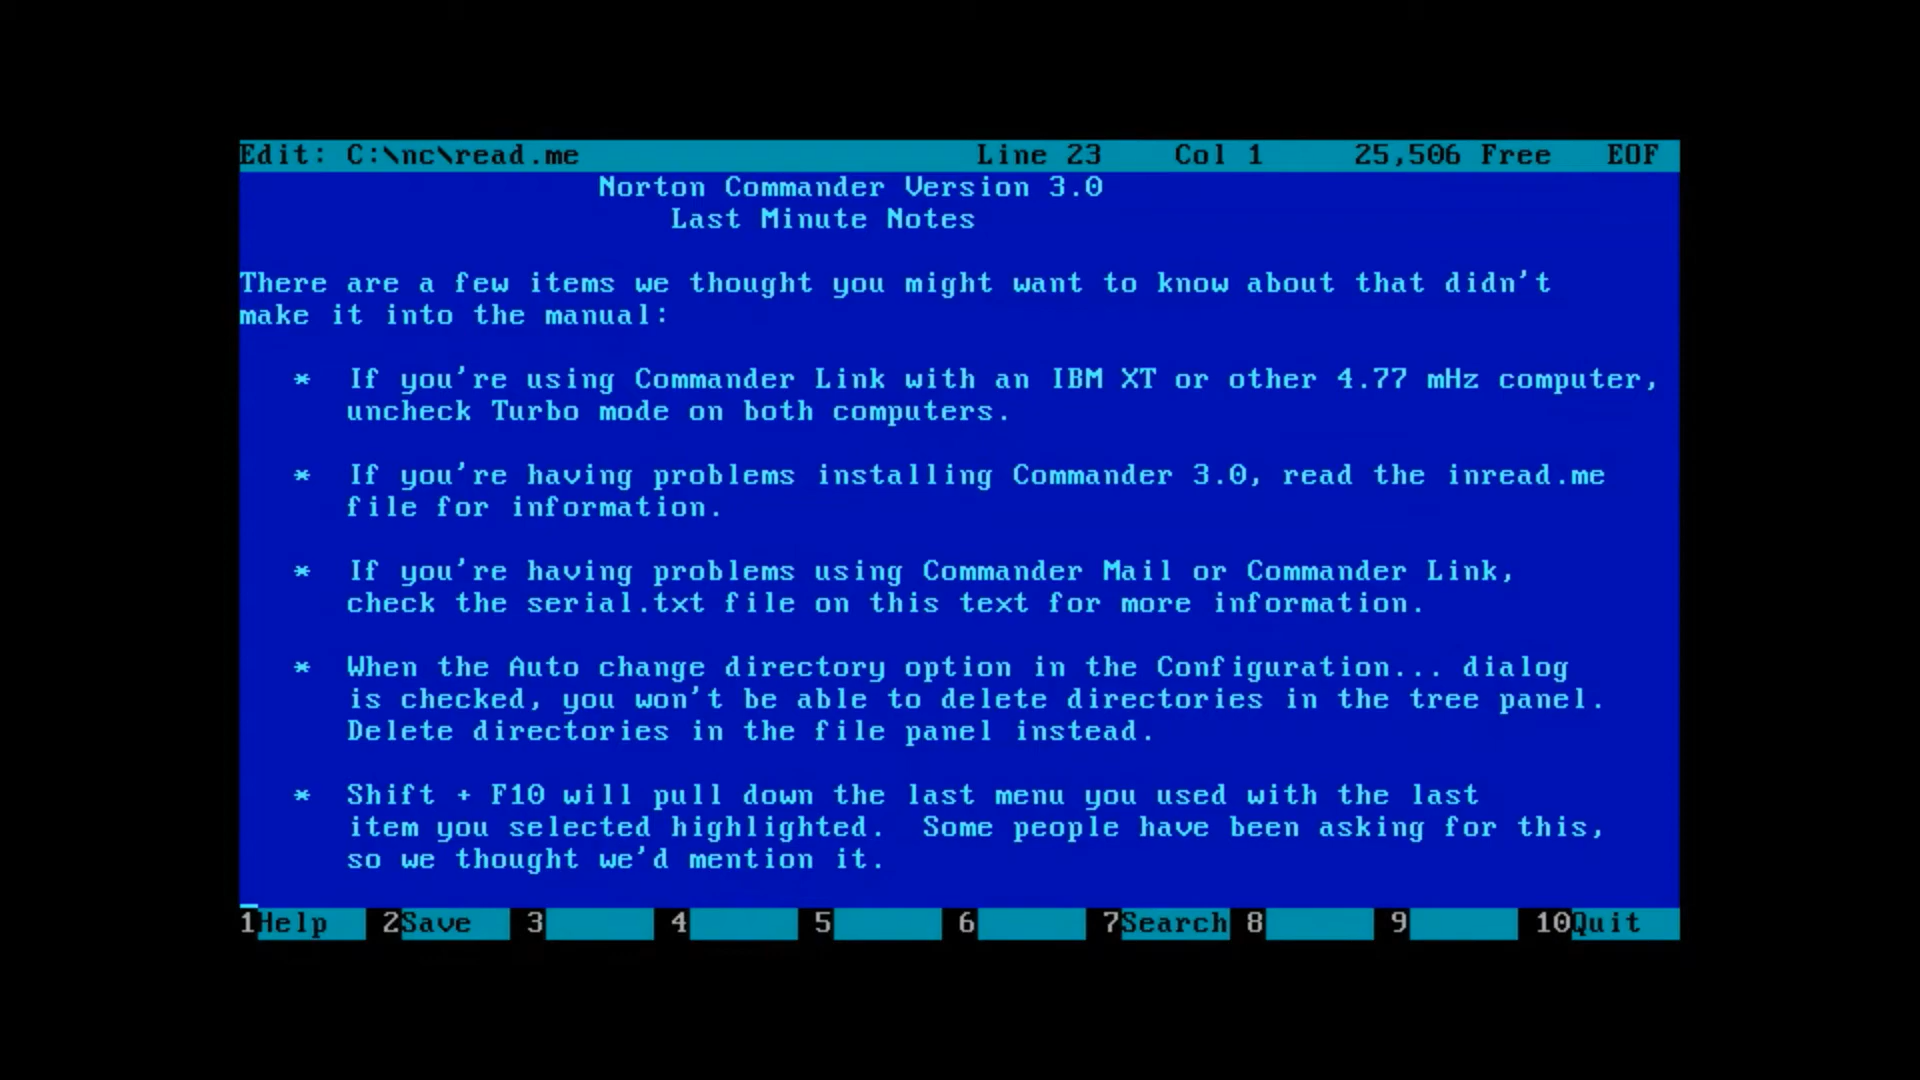 Edit: C:\nc\read.me Line 23 Col 1 25,506 Free EOF
Norton Commander Version 3.0
Last Minute Notes
There are a few items we thought you might want to know about that didn't
make it into the manual:
* If you're using Commander Link with an IBM XT or other 4.77 mHz computer,
uncheck Turbo mode on both computers.
* If you're having problems installing Commander 3.0, read the inread.me
file for information.
* If you're having problems using Commander Mail or Commander Link,
check the serial.txt file on this text for more information.
* When the Auto change directory option in the Configuration... dialog
is checked, you won't be able to delete directories in the tree panel.
Delete directories in the file panel instead.
* Shift + F10 will pull down the last menu you used with the last
item you selected highlighted.  Some people have been asking for this,
so we thought we'd mention it.
1Help 2Save 3 4 5 6 7Search 8 9 10Quit